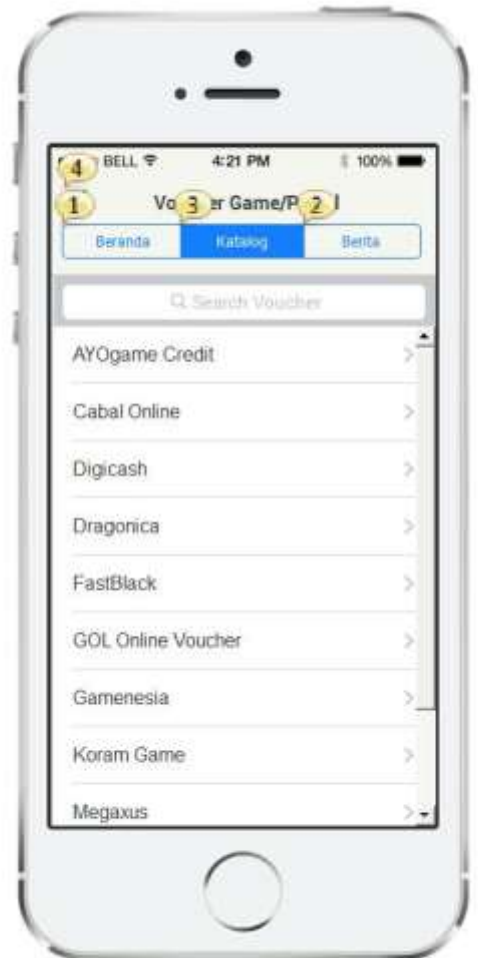 4 BELL 4:21 PM 100%
1 3 2
Beranda Katalog Berita
Search Voucher
AYOgame Credit
Cabal Online
Digicash
Dragonica
FastBlack
GOL Online Voucher
Gamenesia
Koram Game
Megaxus